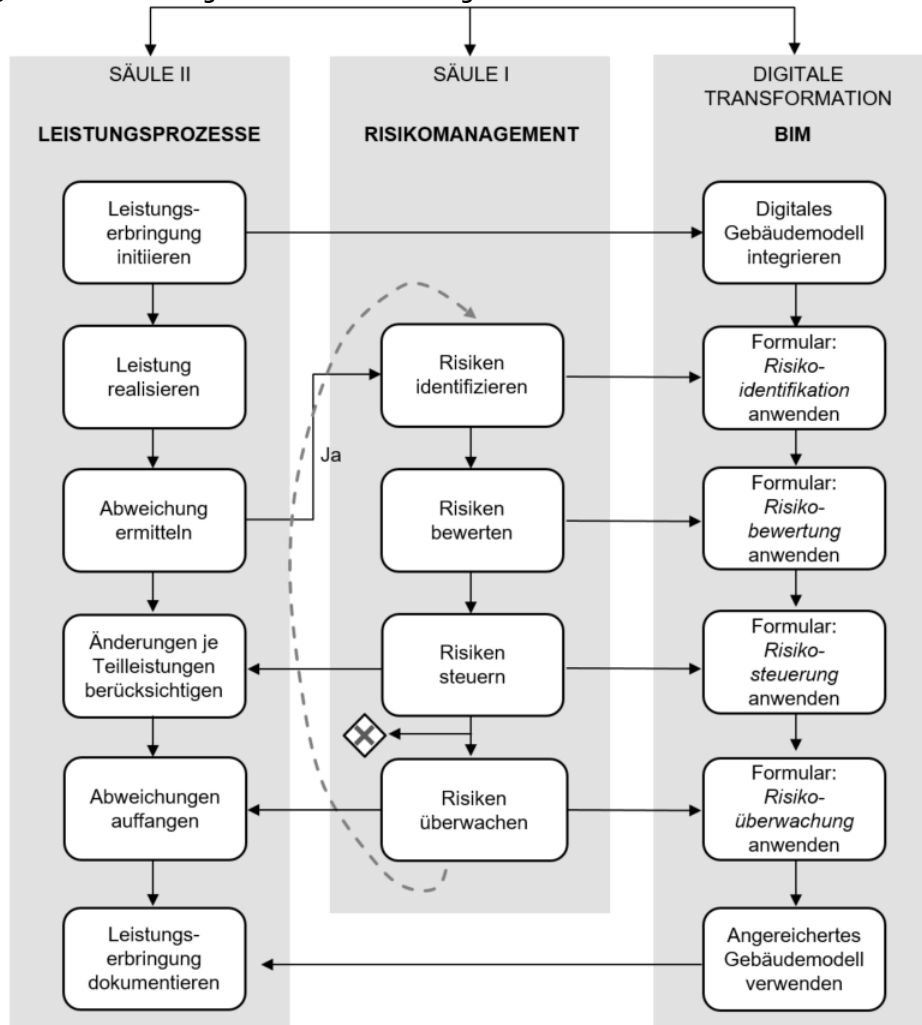 SÄULE II
LEISTUNGSPROZESSE
Leistungs-
erbringung
initiieren
Leistung
realisieren
Abweichung
ermitteln
Änderungen je
Teilleistungen
berücksichtigen
Abweichungen
auffangen
Leistungs-
erbringung
dokumentieren
SÄULE I
RISIKOMANAGEMENT
Ja
Risiken
identifizieren
Risiken
bewerten
Risiken
steuern
Risiken
überwachen
DIGITALE
TRANSFORMATION
BIM
Digitales
Gebäudemodell
integrieren
Formular:
Risiko-
identifikation
anwenden
Formular:
Risiko-
bewertung
anwenden
Formular:
Risiko-
steuerung
anwenden
Formular:
Risiko-
überwachung
anwenden
Angereichertes
Gebäudemodell
verwenden